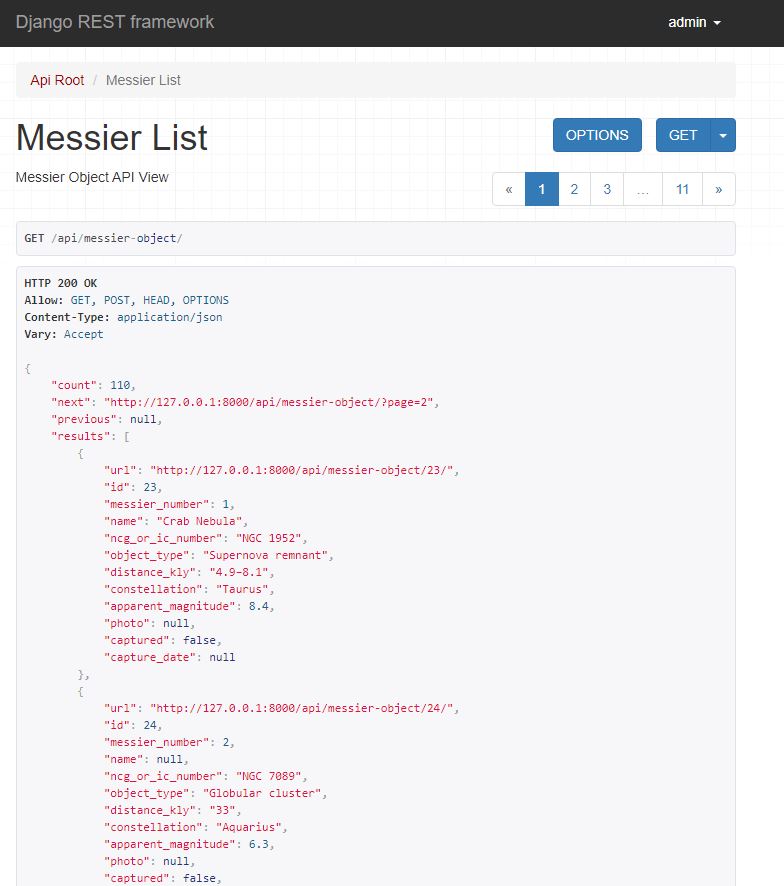 Django REST framework
admin
Api Root / Messier List
Messier List
OPTIONS
GET
Messier Object API View
« 1 2 3 … 11 »
GET /api/messier-object/
HTTP 200 OK
Allow: GET, POST, HEAD, OPTIONS
Content-Type: application/json
Vary: Accept
{
"count": 110,
"next": "http://127.0.0.1:8000/api/messier-object/?page=2",
"previous": null,
"results": [
{
"url": "http://127.0.0.1:8000/api/messier-object/23/",
"id": 23,
"messier_number": 1,
"name": "Crab Nebula",
"ncg_or_ic_number": "NGC 1952",
"object_type": "Supernova remnant",
"distance_kly": "4.9–8.1",
"constellation": "Taurus",
"apparent_magnitude": 8.4,
"photo": null,
"captured": false,
"capture_date": null
},
{
"url": "http://127.0.0.1:8000/api/messier-object/24/",
"id": 24,
"messier_number": 2,
"name": null,
"ncg_or_ic_number": "NGC 7089",
"object_type": "Globular cluster",
"distance_kly": "33",
"constellation": "Aquarius",
"apparent_magnitude": 6.3,
"photo": null,
"captured": false,